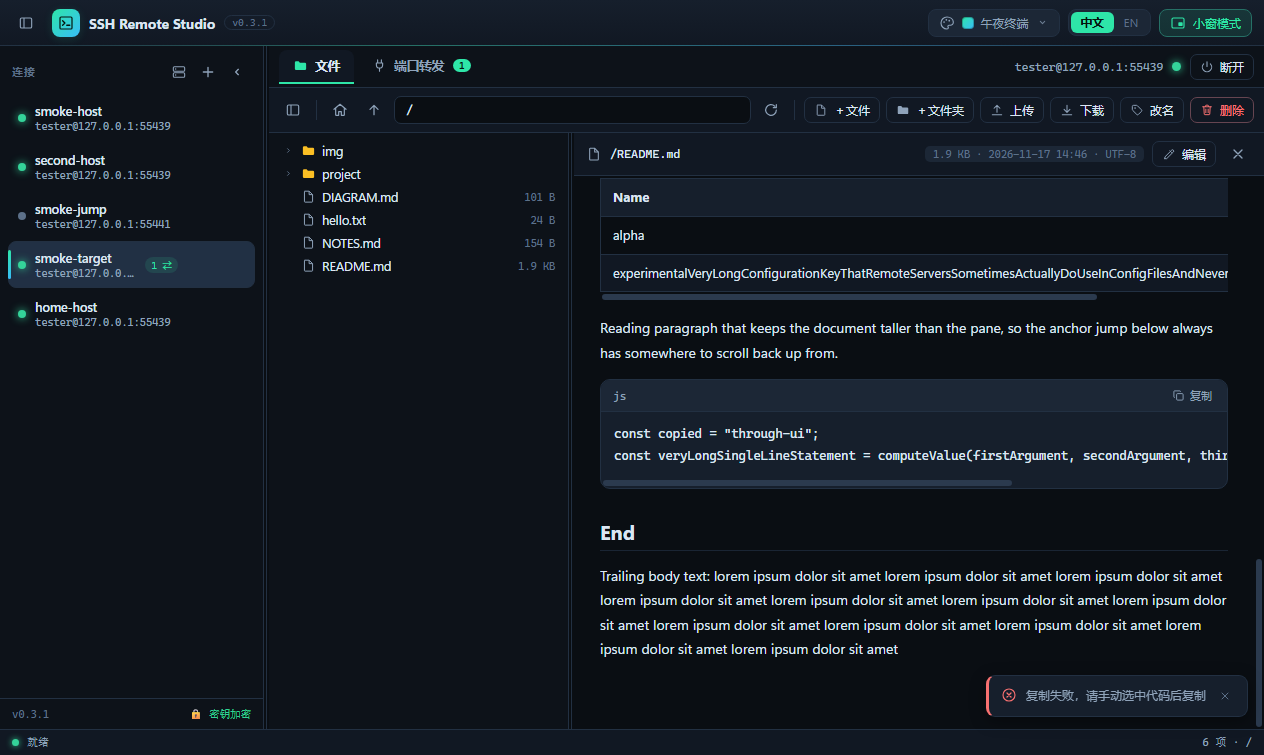 SSH Remote Studio v0.3.1 午夜终端 中文 EN 小窗模式
连接
smoke-host
tester@127.0.0.1:55439
second-host
tester@127.0.0.1:55439
smoke-jump
tester@127.0.0.1:55441
smoke-target
tester@127.0.0.… 1 ⇄
home-host
tester@127.0.0.1:55439
v0.3.1 密钥加密
文件 端口转发 1 tester@127.0.0.1:55439 断开
/ +文件 +文件夹 上传 下载 改名 删除
img
project
DIAGRAM.md 101 B
hello.txt 24 B
NOTES.md 154 B
README.md 1.9 KB
/README.md 1.9 KB · 2026-11-17 14:46 · UTF-8 编辑
Name
alpha
experimentalVeryLongConfigurationKeyThatRemoteServersSometimesActuallyDoUseInConfigFilesAndNever
Reading paragraph that keeps the document taller than the pane, so the anchor jump below always
has somewhere to scroll back up from.
js 复制
const copied = "through-ui";
const veryLongSingleLineStatement = computeValue(firstArgument, secondArgument, thir
End
Trailing body text: lorem ipsum dolor sit amet lorem ipsum dolor sit amet lorem ipsum dolor sit amet
lorem ipsum dolor sit amet lorem ipsum dolor sit amet lorem ipsum dolor sit amet lorem ipsum dolor
sit amet lorem ipsum dolor sit amet lorem ipsum dolor sit amet lorem ipsum dolor sit amet lorem
ipsum dolor sit amet lorem ipsum dolor sit amet
复制失败，请手动选中代码后复制
就绪 6 项 · /